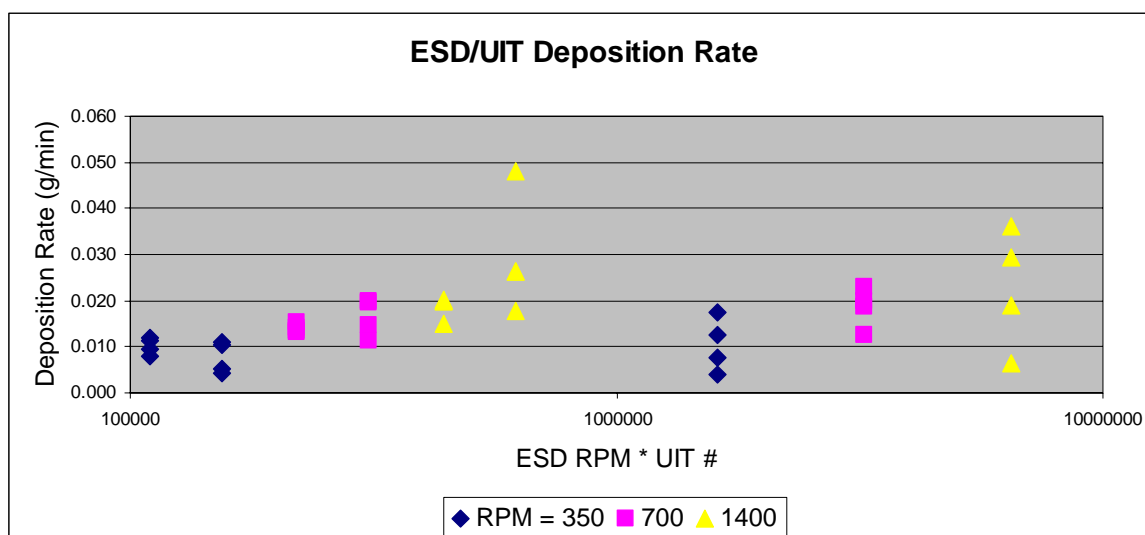 ESD/UIT Deposition Rate
Deposition Rate (g/min)
0.060
0.050
0.040
0.030
0.020
0.010
0.000
100000 1000000 10000000
ESD RPM * UIT #
RPM = 350 700 1400